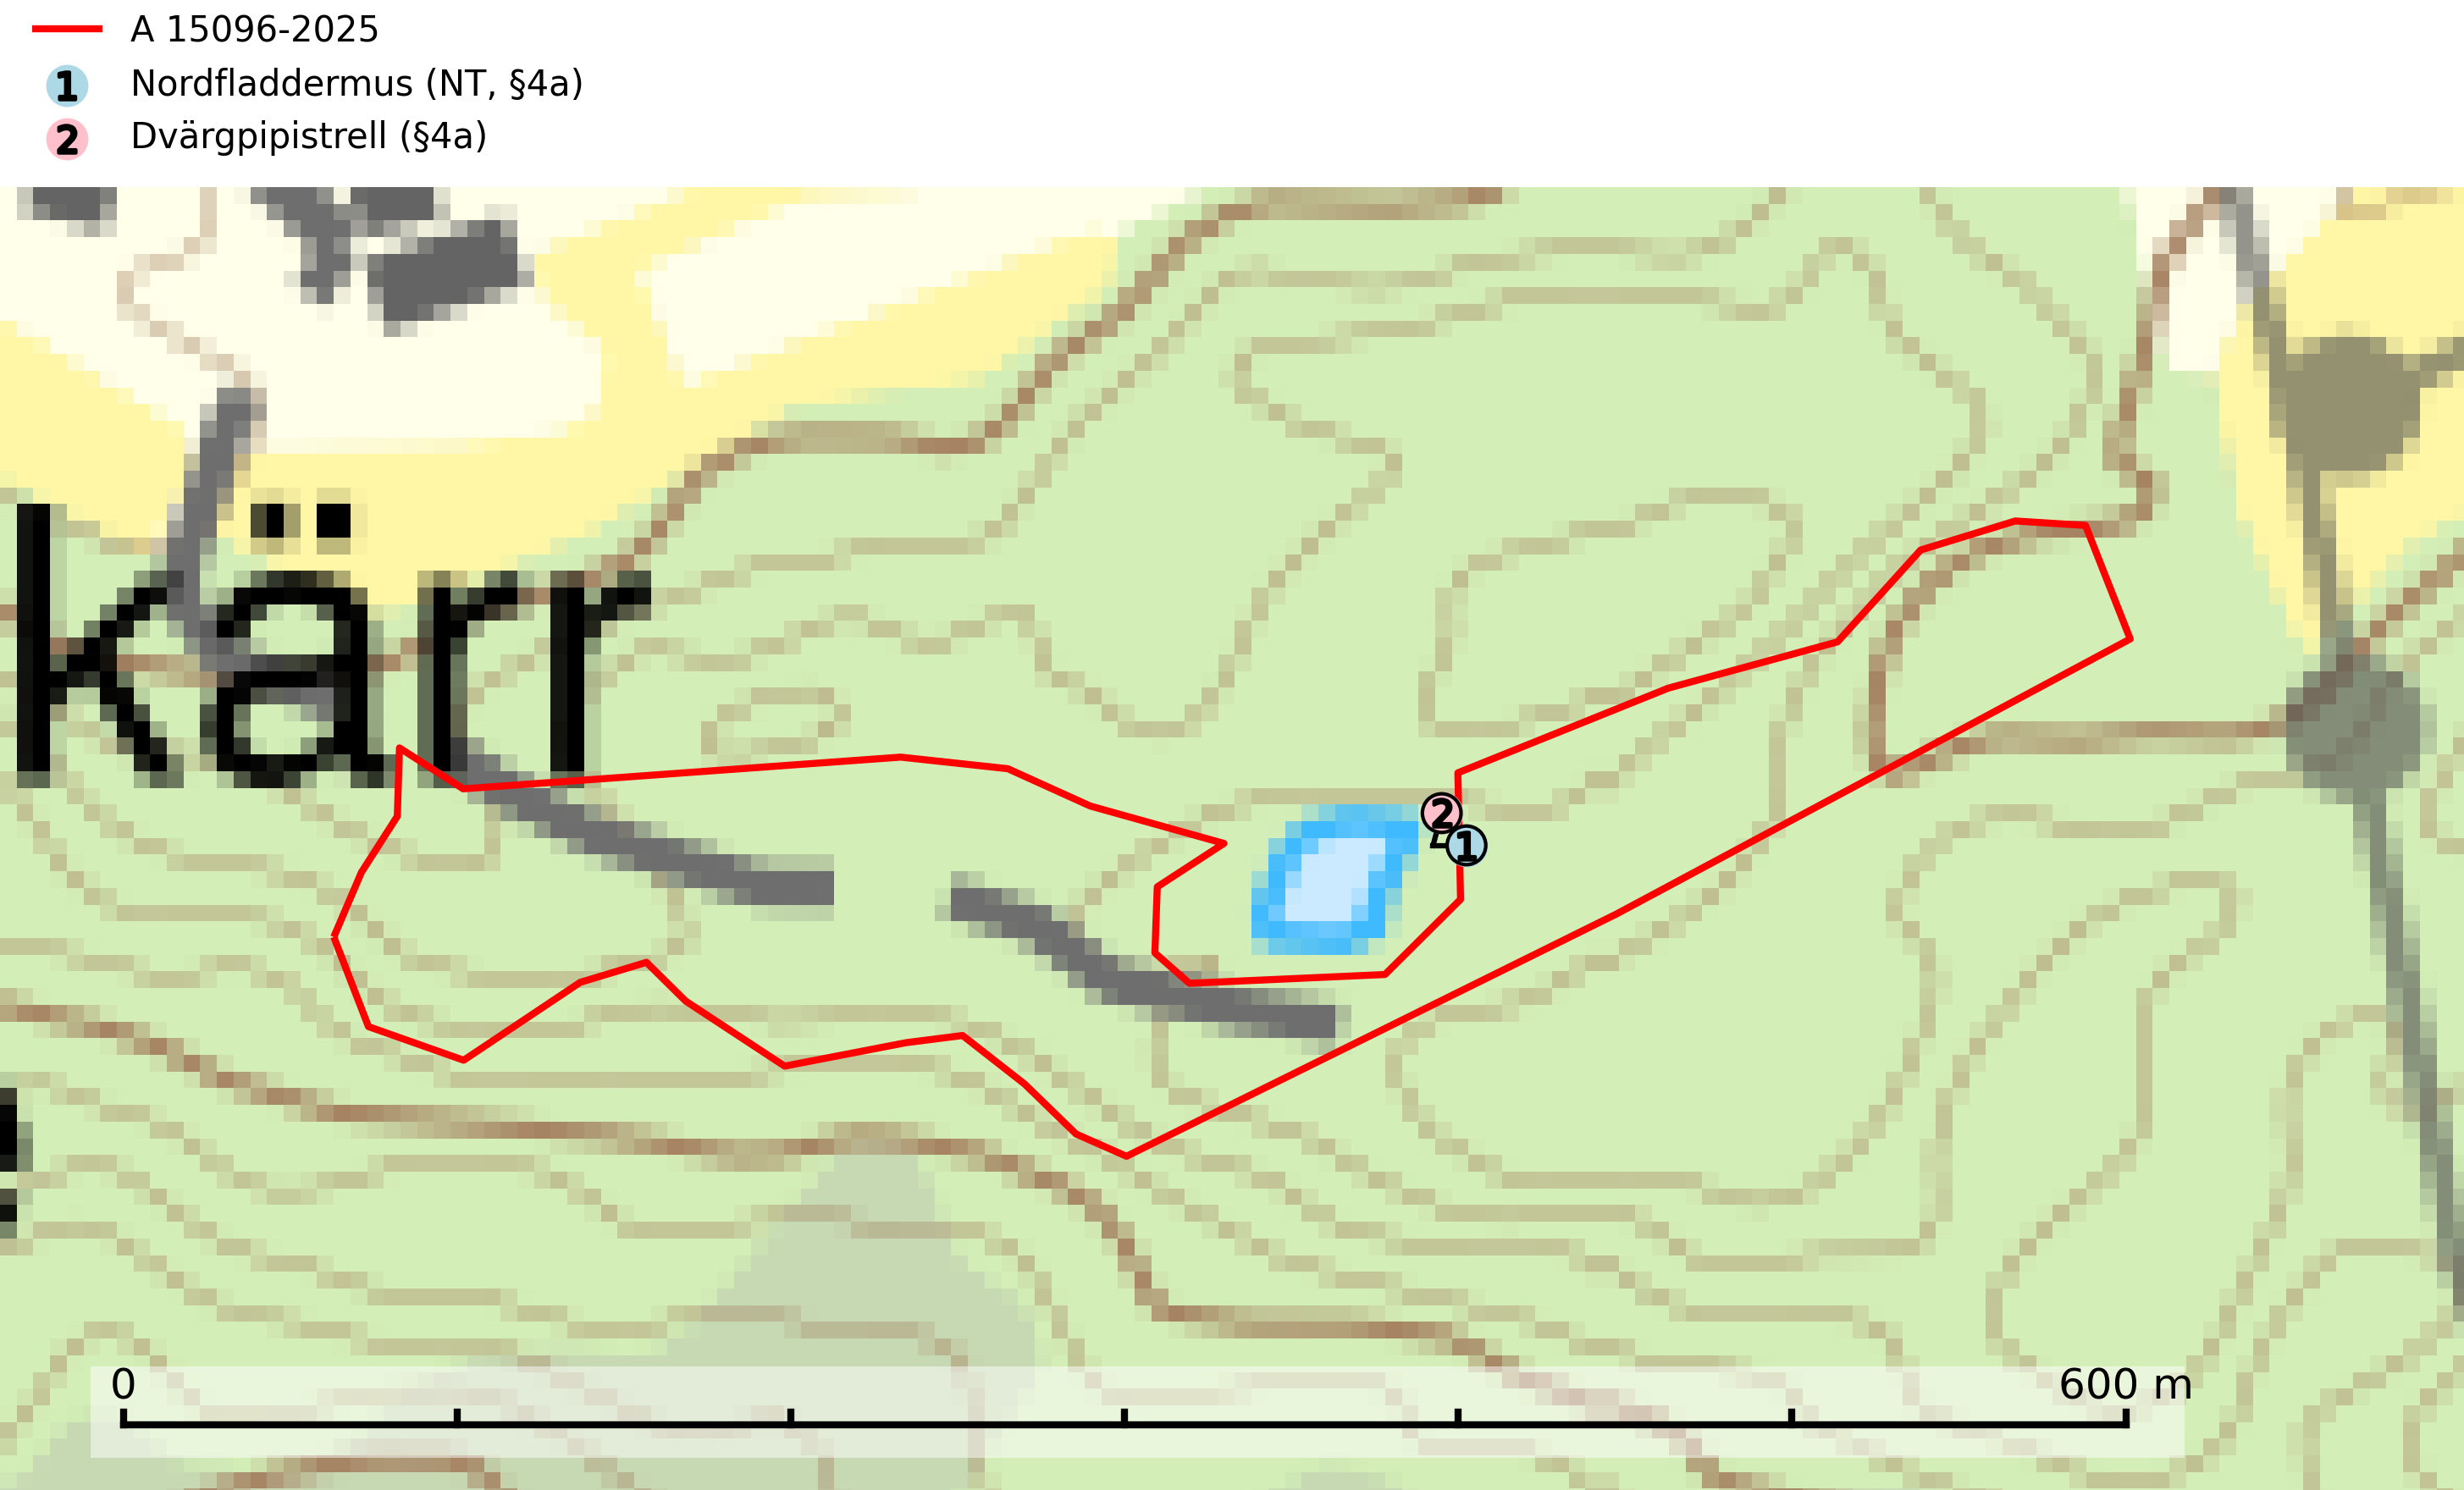 A 15096-2025
1 Nordfladdermus (NT, §4a)
2 Dvärgpipistrell (§4a)
kärr
2
1
0
600 m